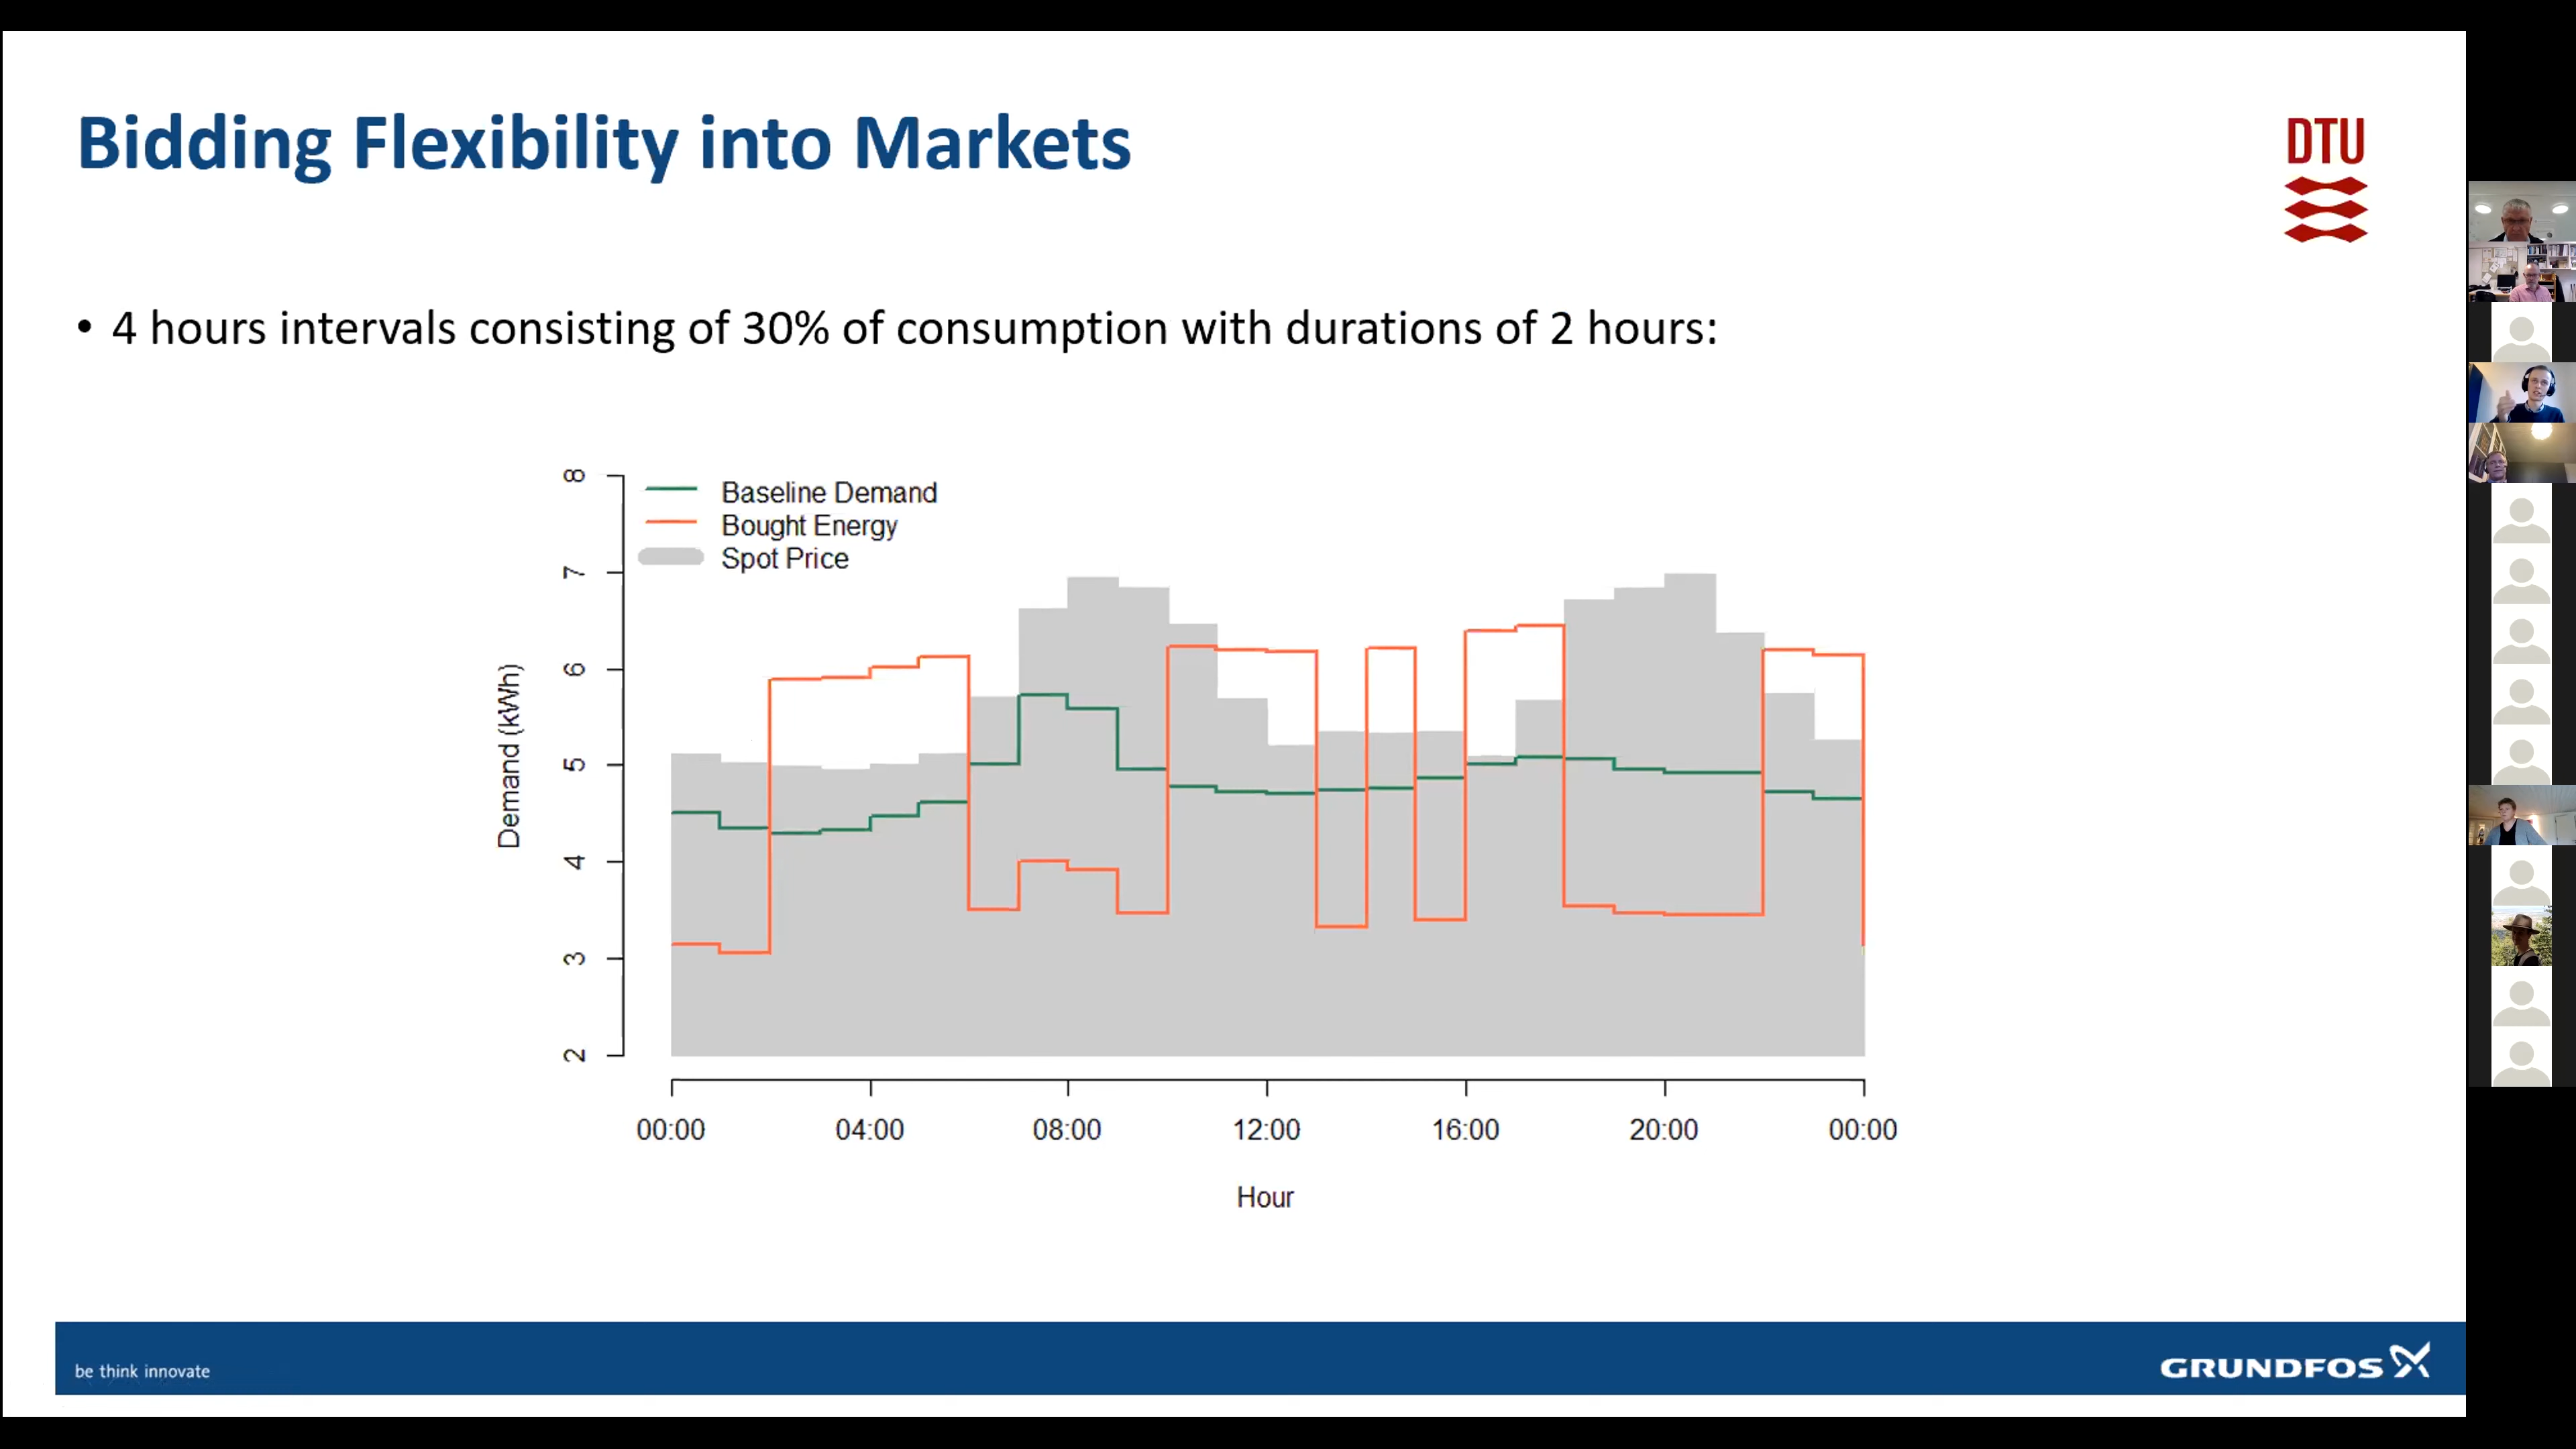 Bidding Flexibility into Markets
DTU
• 4 hours intervals consisting of 30% of consumption with durations of 2 hours:
Baseline Demand
Bought Energy
Spot Price
Demand (kWh)
8
7
6
5
4
3
2
00:00 04:00 08:00 12:00 16:00 20:00 00:00
Hour
be think innovate
GRUNDFOS